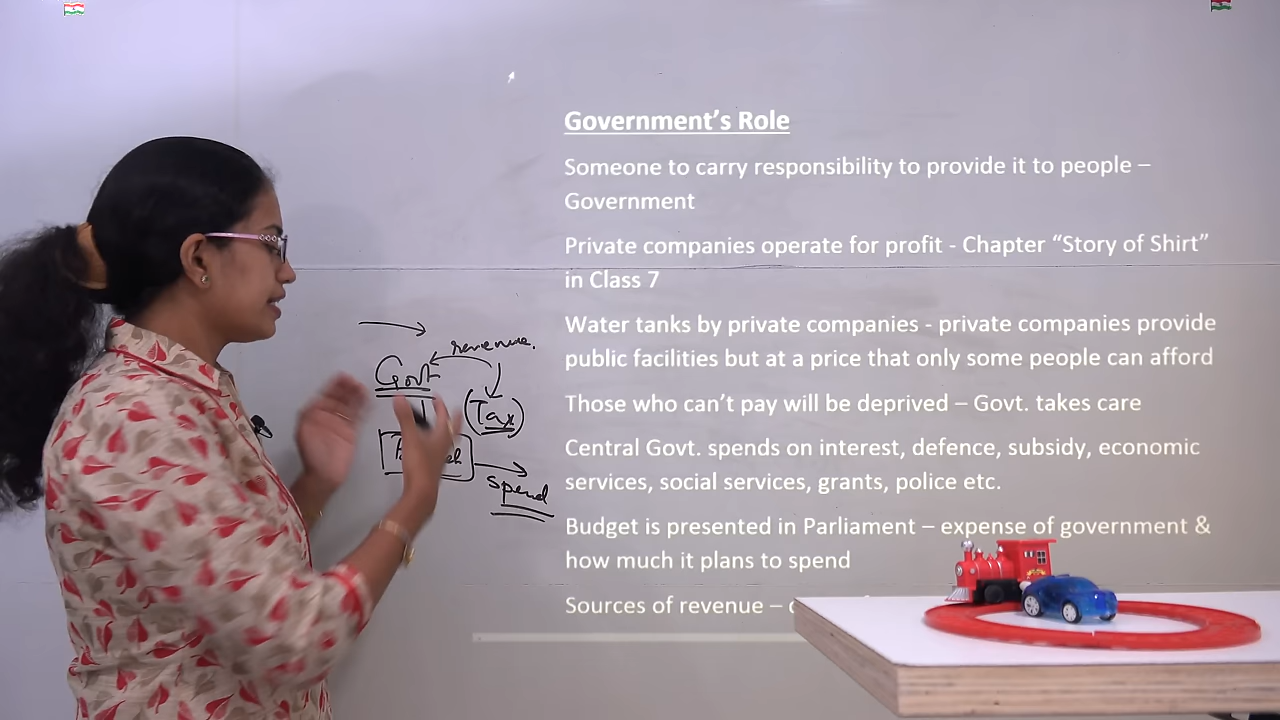 Government's Role
Someone to carry responsibility to provide it to people –
Government
Private companies operate for profit - Chapter “Story of Shirt”
in Class 7
Water tanks by private companies - private companies provide
public facilities but at a price that only some people can afford
Those who can't pay will be deprived – Govt. takes care
Central Govt. spends on interest, defence, subsidy, economic
services, social services, grants, police etc.
Budget is presented in Parliament – expense of government &
how much it plans to spend
Sources of revenue –
revenue.
Govt
(Tax)
spend